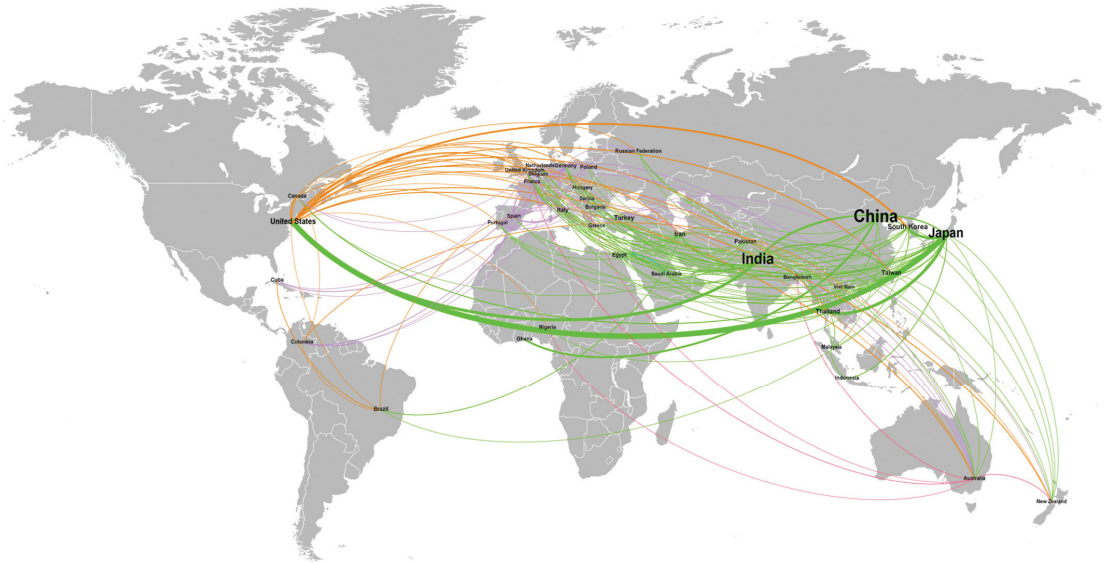 Russian Federation
Netherlands
Germany
Poland
United Kingdom
Belgium
France
Hungary
Canada
Serbia
Bulgaria
Italy
Spain
Turkey
China
United States
Portugal
Greece
South Korea
Japan
Iran
Pakistan
Egypt
India
Saudi Arabia
Bangladesh
Taiwan
Cuba
Viet Nam
Thailand
Nigeria
Ghana
Colombia
Malaysia
Indonesia
Brazil
Australia
New Zealand